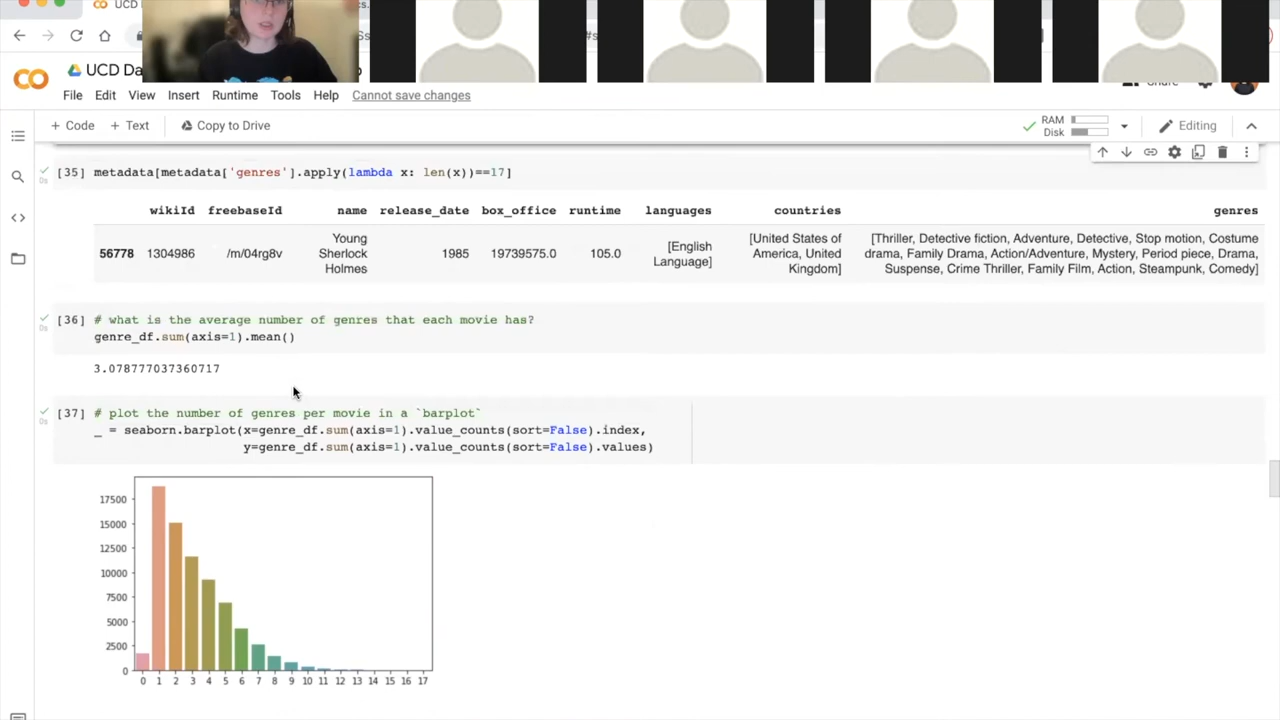 UCD Da
File Edit View Insert Runtime Tools Help Cannot save changes
+ Code + Text Copy to Drive RAM Disk Editing
[35] metadata[metadata['genres'].apply(lambda x: len(x))==17]
wikiId freebaseId name release_date box_office runtime languages countries genres
56778 1304986 /m/04rg8v Young Sherlock Holmes 1985 19739575.0 105.0 [English Language] [United States of America, United Kingdom] [Thriller, Detective fiction, Adventure, Detective, Stop motion, Costume drama, Family Drama, Action/Adventure, Mystery, Period piece, Drama, Suspense, Crime Thriller, Family Film, Action, Steampunk, Comedy]
[36] # what is the average number of genres that each movie has?
genre_df.sum(axis=1).mean()
3.078777037360717
[37] # plot the number of genres per movie in a `barplot`
_ = seaborn.barplot(x=genre_df.sum(axis=1).value_counts(sort=False).index,
y=genre_df.sum(axis=1).value_counts(sort=False).values)
17500
15000
12500
10000
7500
5000
2500
0
0 1 2 3 4 5 6 7 8 9 10 11 12 13 14 15 16 17